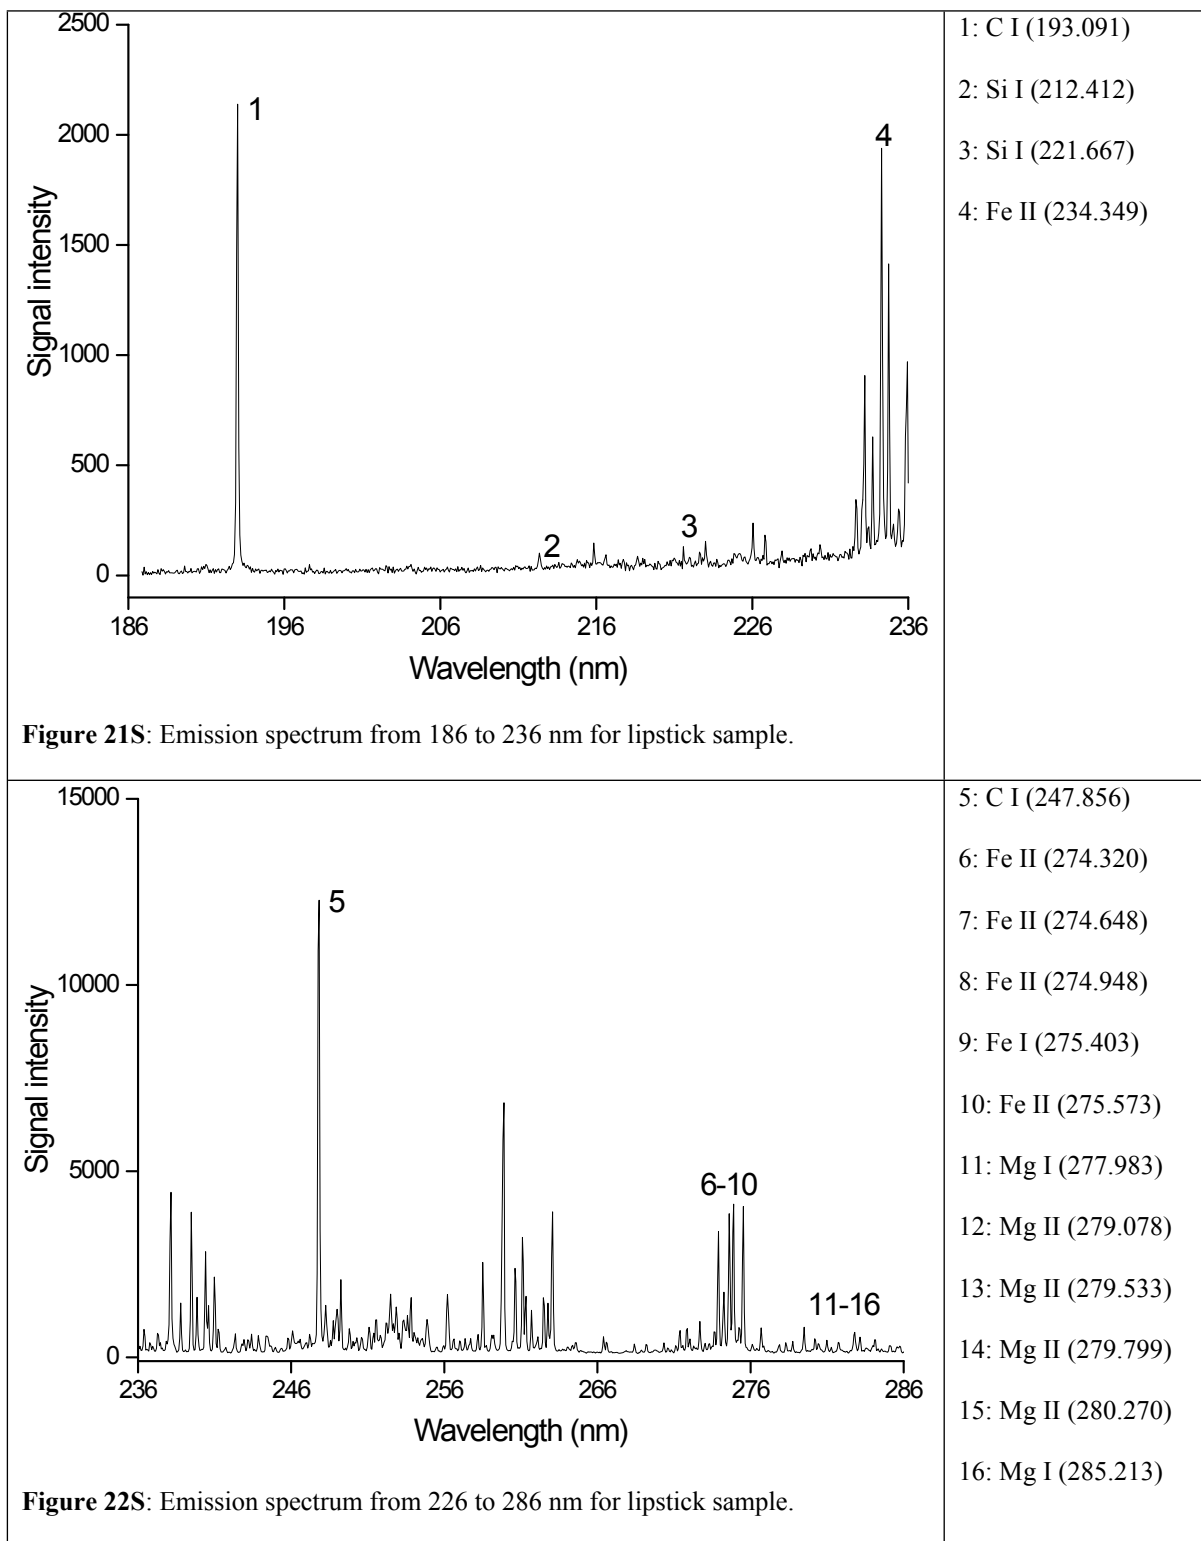 2500
2000
1500
1000
500
0
Signal intensity
1
2
3
4
186 196 206 216 226 236
Wavelength (nm)
Figure 21S: Emission spectrum from 186 to 236 nm for lipstick sample.
1: C I (193.091)
2: Si I (212.412)
3: Si I (221.667)
4: Fe II (234.349)
15000
10000
5000
0
Signal intensity
5
6-10
11-16
236 246 256 266 276 286
Wavelength (nm)
Figure 22S: Emission spectrum from 226 to 286 nm for lipstick sample.
5: C I (247.856)
6: Fe II (274.320)
7: Fe II (274.648)
8: Fe II (274.948)
9: Fe I (275.403)
10: Fe II (275.573)
11: Mg I (277.983)
12: Mg II (279.078)
13: Mg II (279.533)
14: Mg II (279.799)
15: Mg II (280.270)
16: Mg I (285.213)